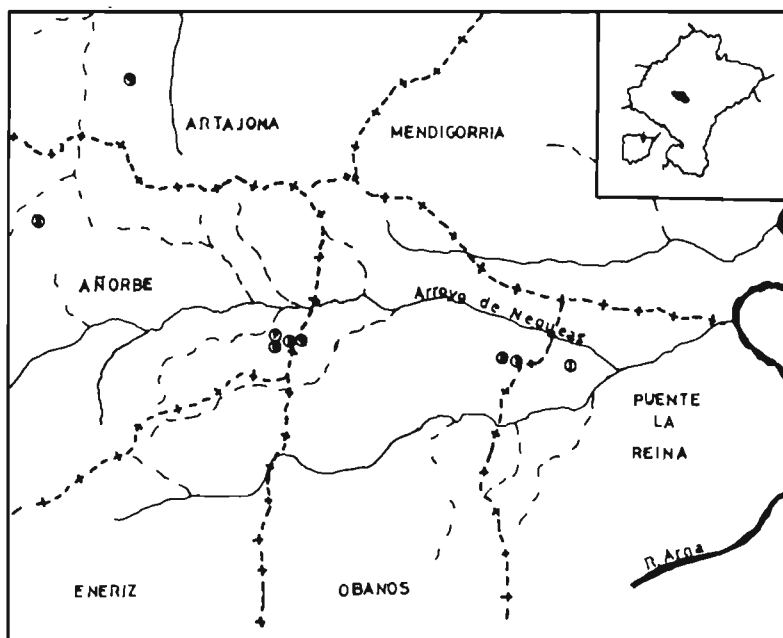 ARTAJONA
MENDIGORRIA
AÑORBE
Arroyo de Nequeas
PUENTE
LA
REINA
R. Arga
ENERIZ
OBANOS